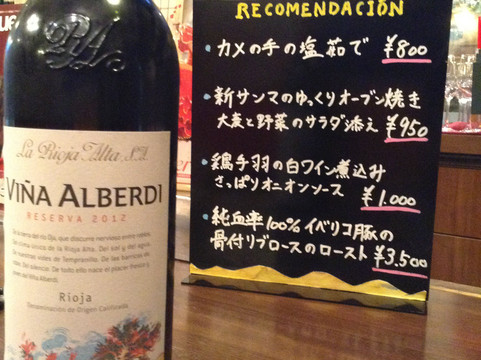 RECOMENDACIÓN
・カメの手の塩茹で ¥800
・新サンマのゆっくりオーブン焼き
大麦と野菜のサラダ添え ¥950
・鶏手羽の白ワイン煮込み
さっぱりオニオンソース ¥1.000
・純血率100%イベリコ豚の
骨付リブロースのロースト ¥3.500
La Rioja Alta, S.A.
VIÑA ALBERDI
RESERVA 2012
Rioja
Denominación de Origen Calificada